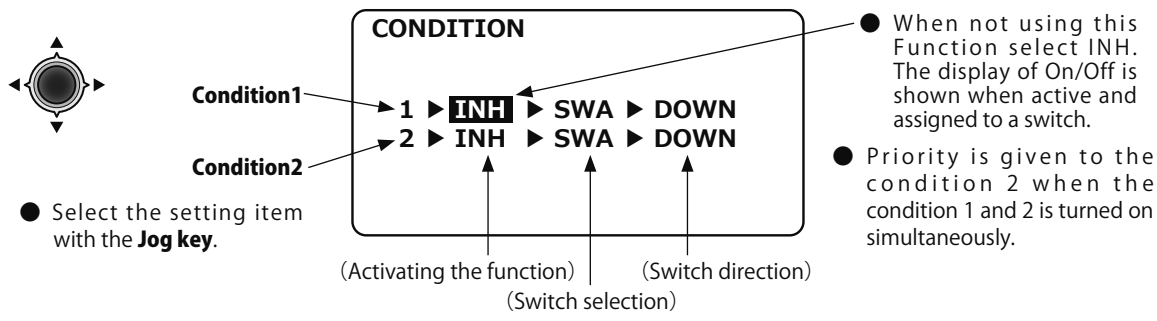 CONDITION
Condition1
1 ▶ INH ▶ SWA ▶ DOWN
Condition2
2 ▶ INH ▶ SWA ▶ DOWN
● Select the setting item
with the Jog key.
(Activating the function)
(Switch selection)
(Switch direction)
● When not using this
Function select INH.
The display of On/Off is
shown when active and
assigned to a switch.
● Priority is given to the
condition 2 when the
condition 1 and 2 is turned on
simultaneously.